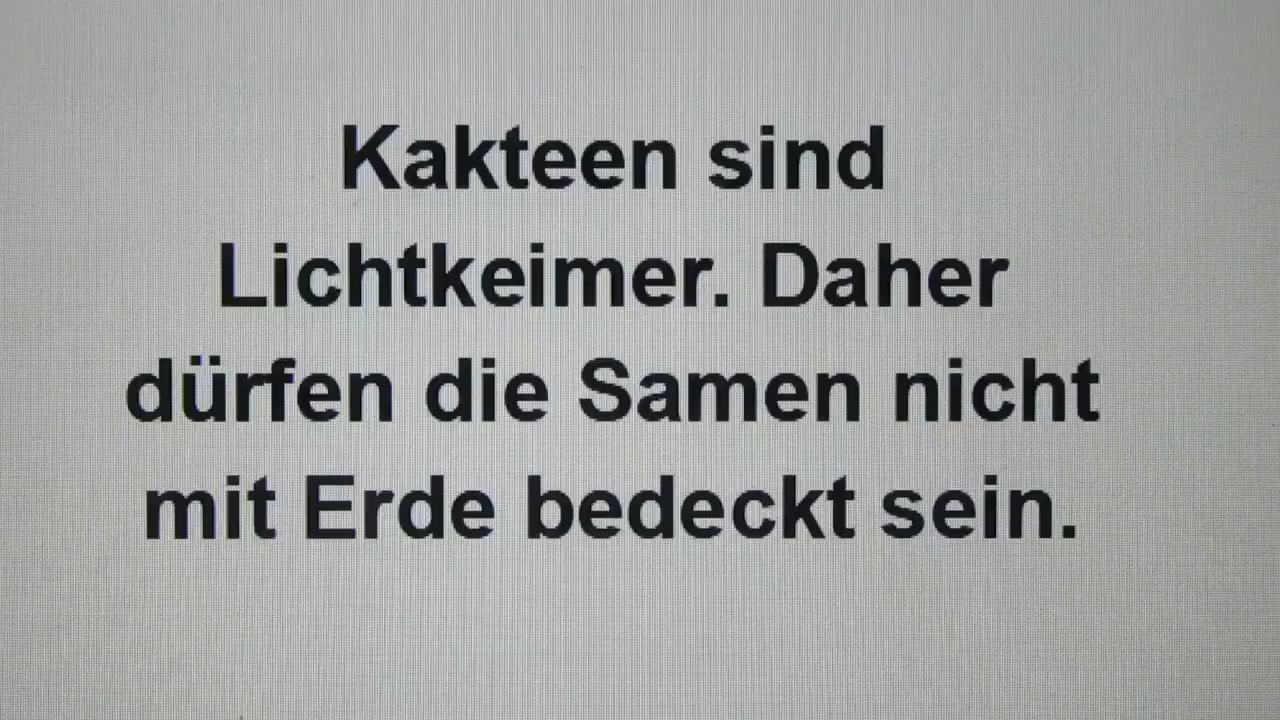 Kakteen sind
Lichtkeimer. Daher
dürfen die Samen nicht
mit Erde bedeckt sein.